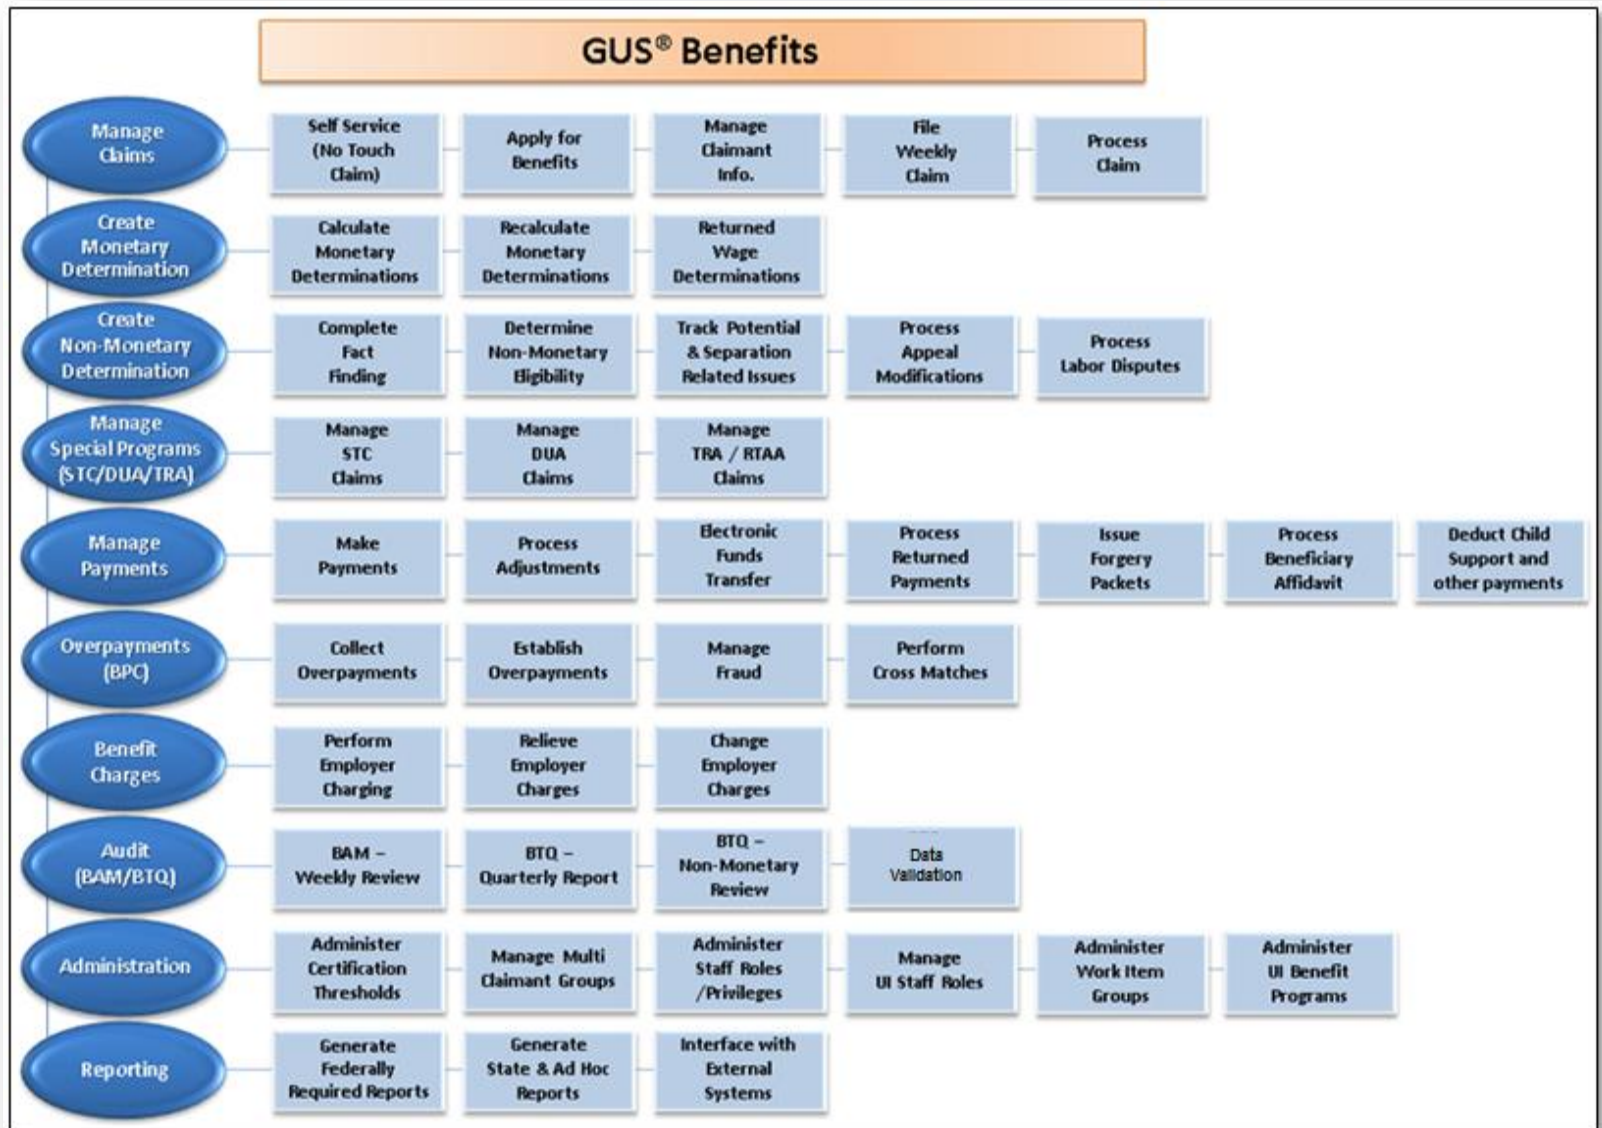 GUS® Benefits
Manage
Claims
Self Service
(No Touch
Claim)
Apply for
Benefits
Manage
Claimant
Info.
File
Weekly
Claim
Process
Claim
Create
Monetary
Determination
Calculate
Monetary
Determinations
Recalculate
Monetary
Determinations
Returned
Wage
Determinations
Create
Non-Monetary
Determination
Complete
Fact
Finding
Determine
Non-Monetary
Eligibility
Track Potential
& Separation
Related Issues
Process
Appeal
Modifications
Process
Labor Disputes
Manage
Special Programs
(STC/DUA/TRA)
Manage
STC
Claims
Manage
DUA
Claims
Manage
TRA / RTAA
Claims
Manage
Payments
Make
Payments
Process
Adjustments
Electronic
Funds
Transfer
Process
Returned
Payments
Issue
Forgery
Packets
Process
Beneficiary
Affidavit
Deduct Child
Support and
other payments
Overpayments
(BPC)
Collect
Overpayments
Establish
Overpayments
Manage
Fraud
Perform
Cross Matches
Benefit
Charges
Perform
Employer
Charging
Relieve
Employer
Charges
Change
Employer
Charges
Audit
(BAM/BTQ)
BAM –
Weekly Review
BTQ –
Quarterly Report
BTQ –
Non-Monetary
Review
Data
Validation
Administration
Administer
Certification
Thresholds
Manage Multi
Claimant Groups
Administer
Staff Roles
/Privileges
Manage
UI Staff Roles
Administer
Work Item
Groups
Administer
UI Benefit
Programs
Reporting
Generate
Federally
Required Reports
Generate
State & Ad Hoc
Reports
Interface with
External
Systems